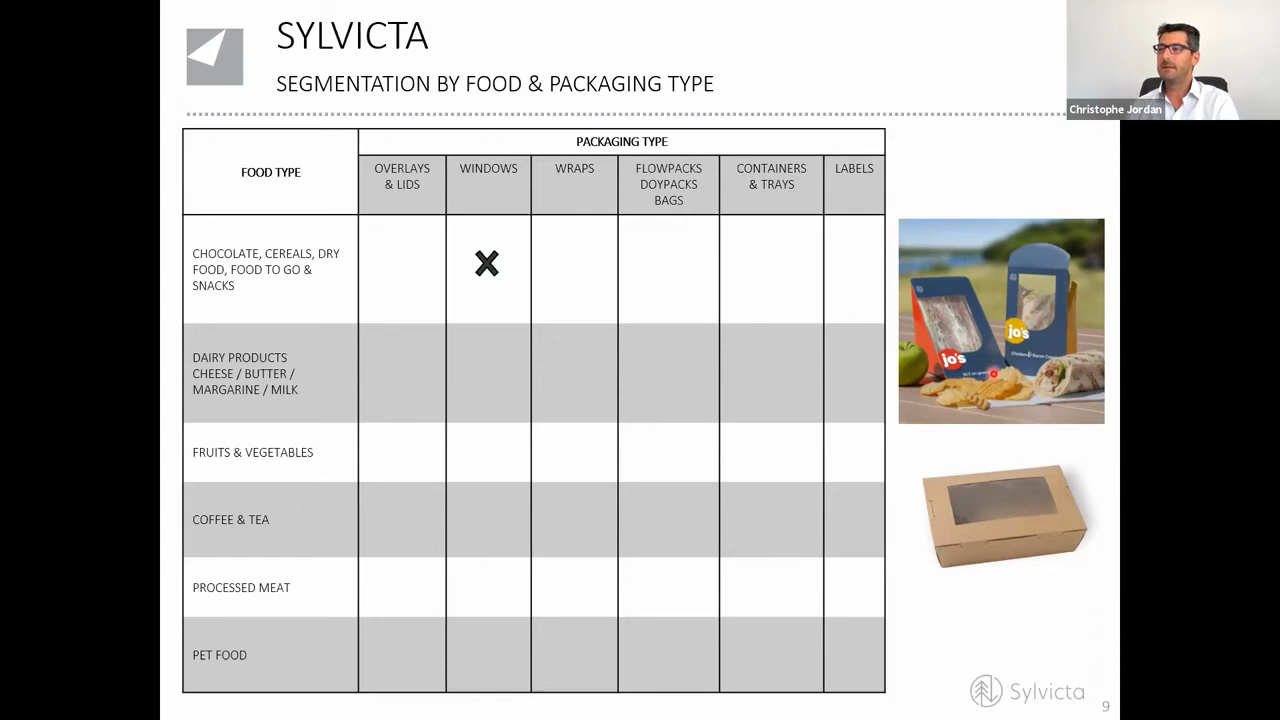 SYLVICTA
SEGMENTATION BY FOOD & PACKAGING TYPE
Christophe Jordan
FOOD TYPE
PACKAGING TYPE
OVERLAYS
& LIDS
WINDOWS
WRAPS
FLOWPACKS
DOYPACKS
BAGS
CONTAINERS
& TRAYS
LABELS
CHOCOLATE, CEREALS, DRY
FOOD, FOOD TO GO &
SNACKS
DAIRY PRODUCTS
CHEESE / BUTTER /
MARGARINE / MILK
FRUITS & VEGETABLES
COFFEE & TEA
PROCESSED MEAT
PET FOOD
jo's
jo's
Chicken & Bacon
Sylvicta
9